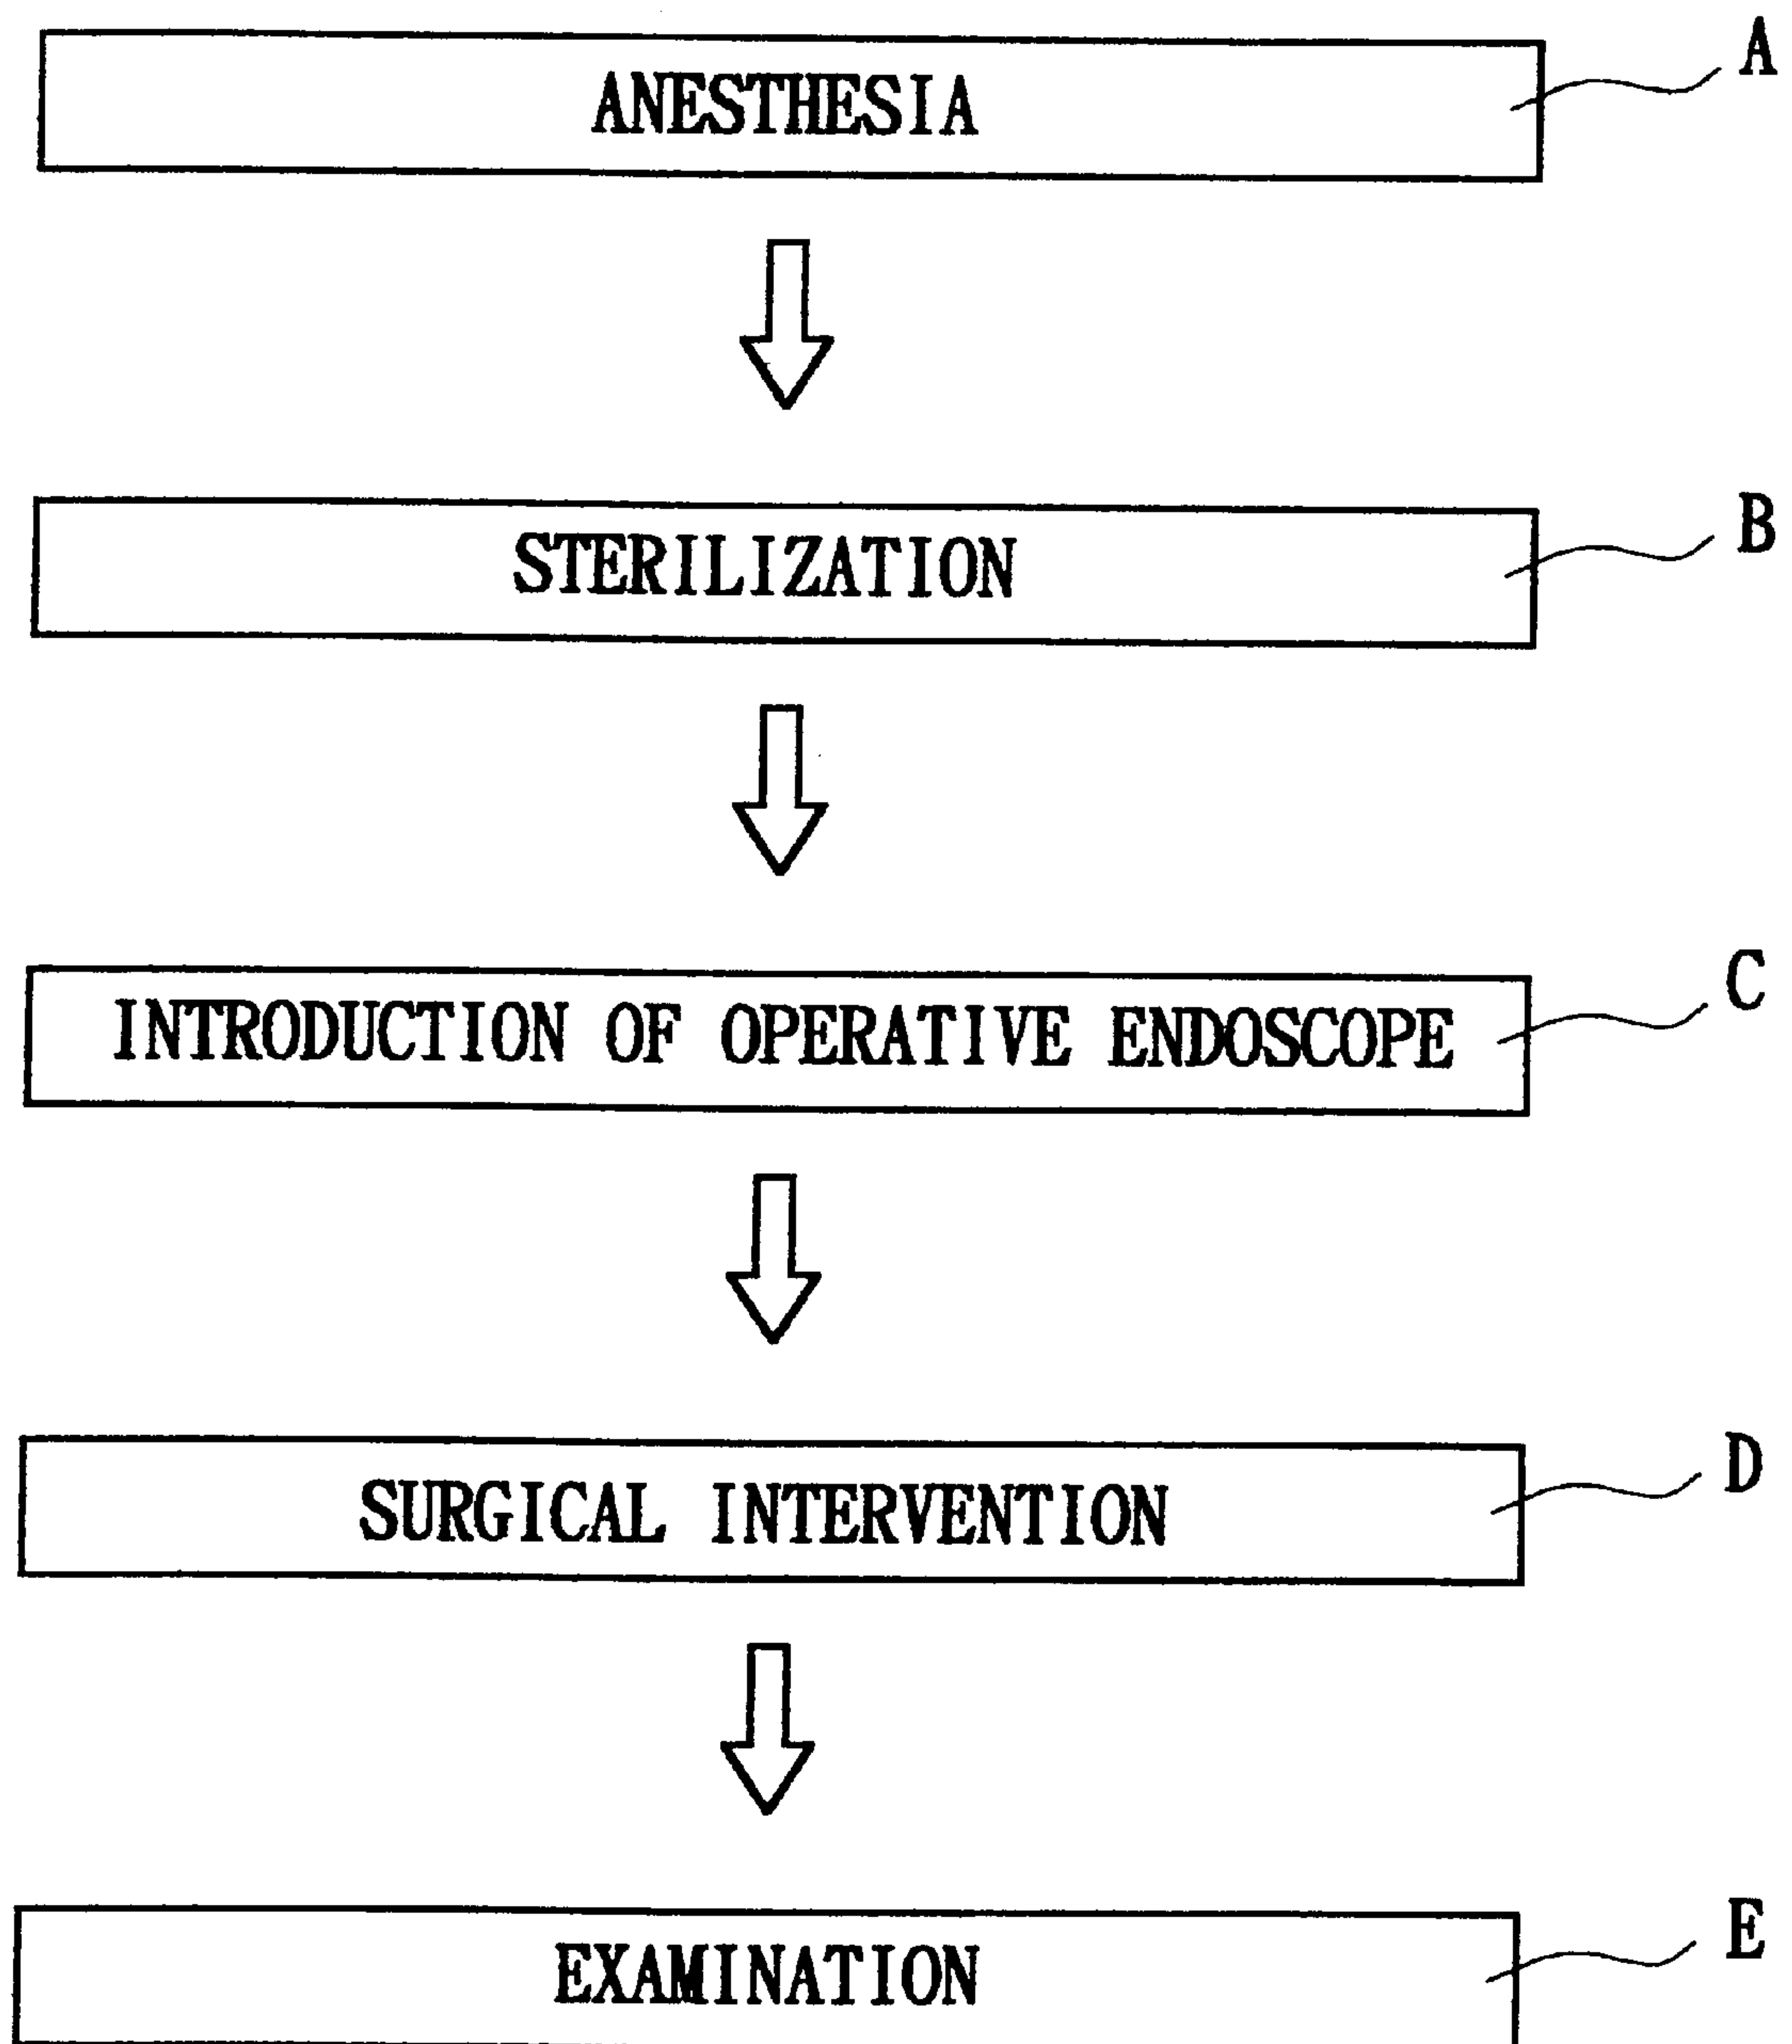 ANESTHESIA A
STERILIZATION B
INTRODUCTION OF OPERATIVE ENDOSCOPE C
SURGICAL INTERVENTION D
EXAMINATION E